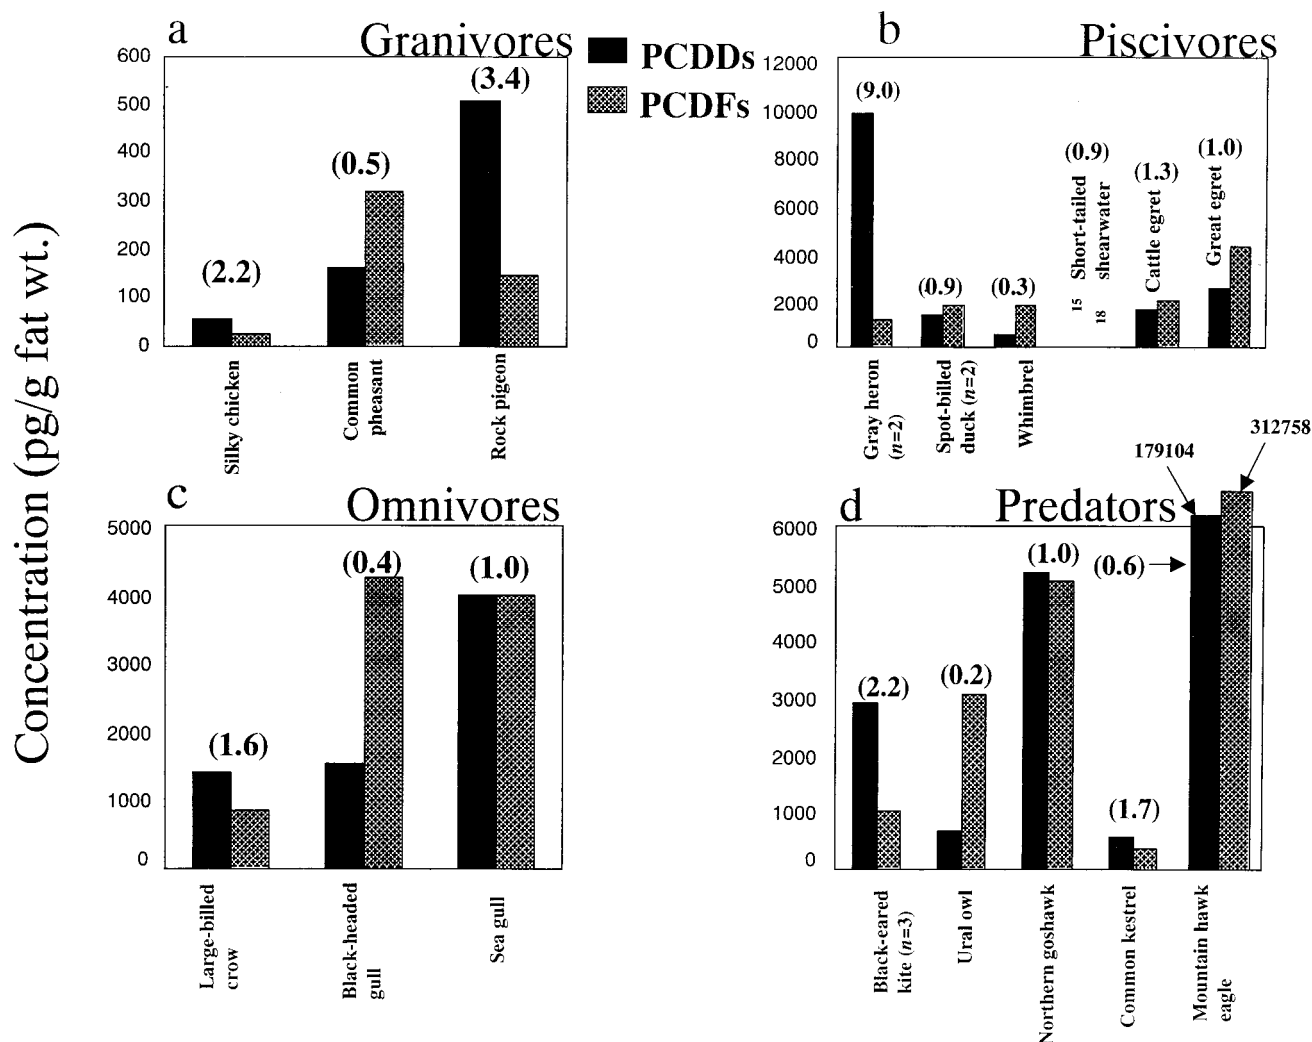 Concentration (pg/g fat wt.)
a
Granivores
600
500
400
300
200
100
0
(2.2)
(0.5)
(3.4)
Silky chicken
Common
pheasant
Rock pigeon
PCDDs
PCDFs
b
Piscivores
12000
10000
8000
6000
4000
2000
0
(9.0)
(0.9)
(0.3)
(0.9)
(1.3)
(1.0)
15
18
Short-tailed
shearwater
Cattle egret
Great egret
Gray heron
(n=2)
Spot-billed
duck (n=2)
Whimbrel
c
Omnivores
5000
4000
3000
2000
1000
0
(1.6)
(0.4)
(1.0)
Large-billed
crow
Black-headed
gull
Sea gull
d
Predators
6000
5000
4000
3000
2000
1000
0
(2.2)
(0.2)
(1.0)
(1.7)
(0.6)
179104
312758
Black-eared
kite (n=3)
Ural owl
Northern goshawk
Common kestrel
Mountain hawk
eagle